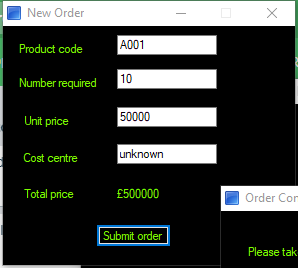 New Order
Product code A001
Number required 10
Unit price 50000
Cost centre unknown
Total price £500000
Submit order
Order Con
Please tak